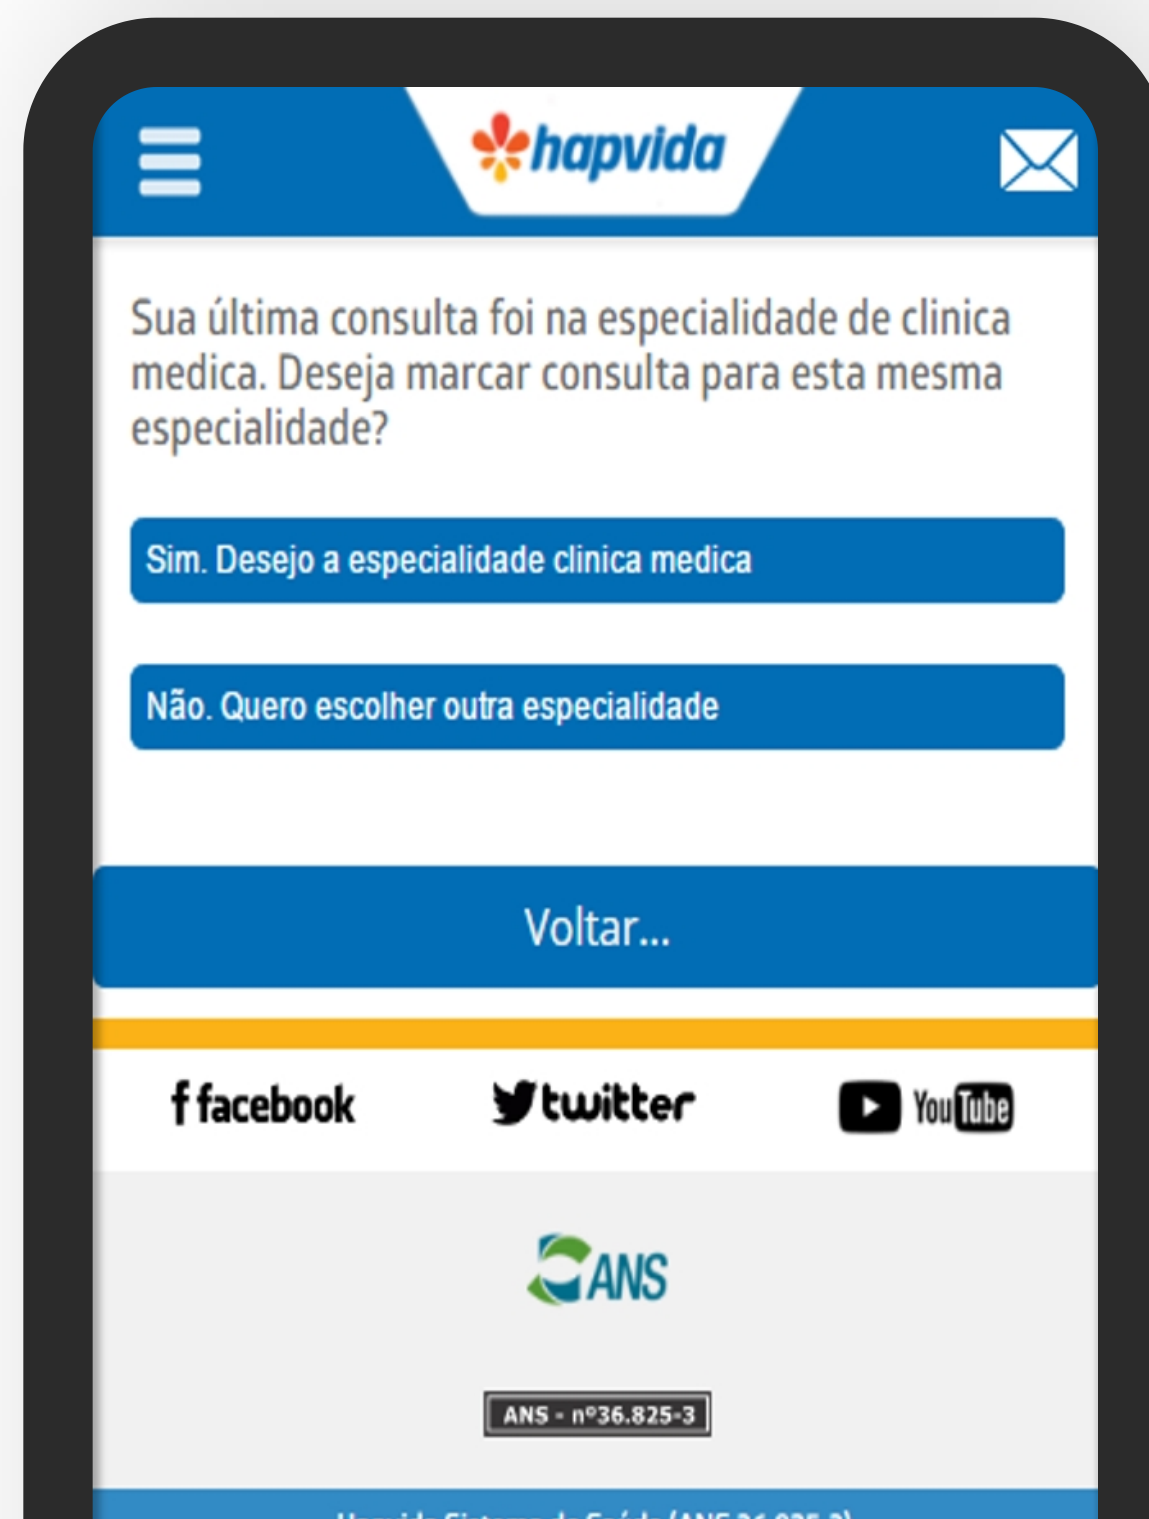 hapvida
Sua última consulta foi na especialidade de clinica
medica. Deseja marcar consulta para esta mesma
especialidade?
Sim. Desejo a especialidade clinica medica
Não. Quero escolher outra especialidade
Voltar...
f facebook twitter YouTube
ANS
ANS - nº36.825-3